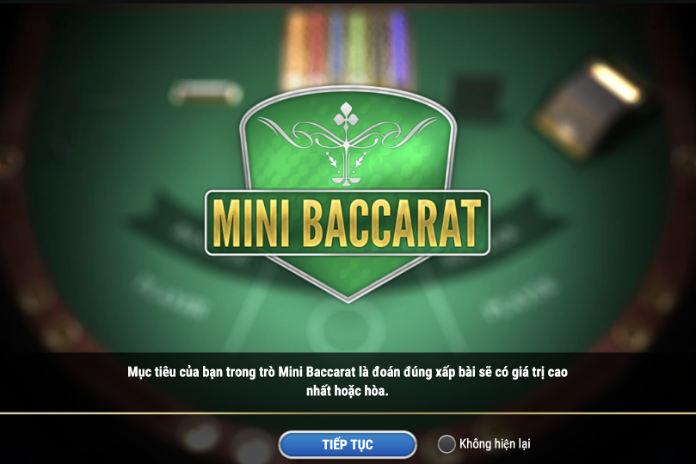 MINI BACCARAT
Mục tiêu của bạn trong trò Mini Baccarat là đoán đúng xấp bài sẽ có giá trị cao
nhất hoặc hòa.
TIẾP TỤC
Không hiện lại